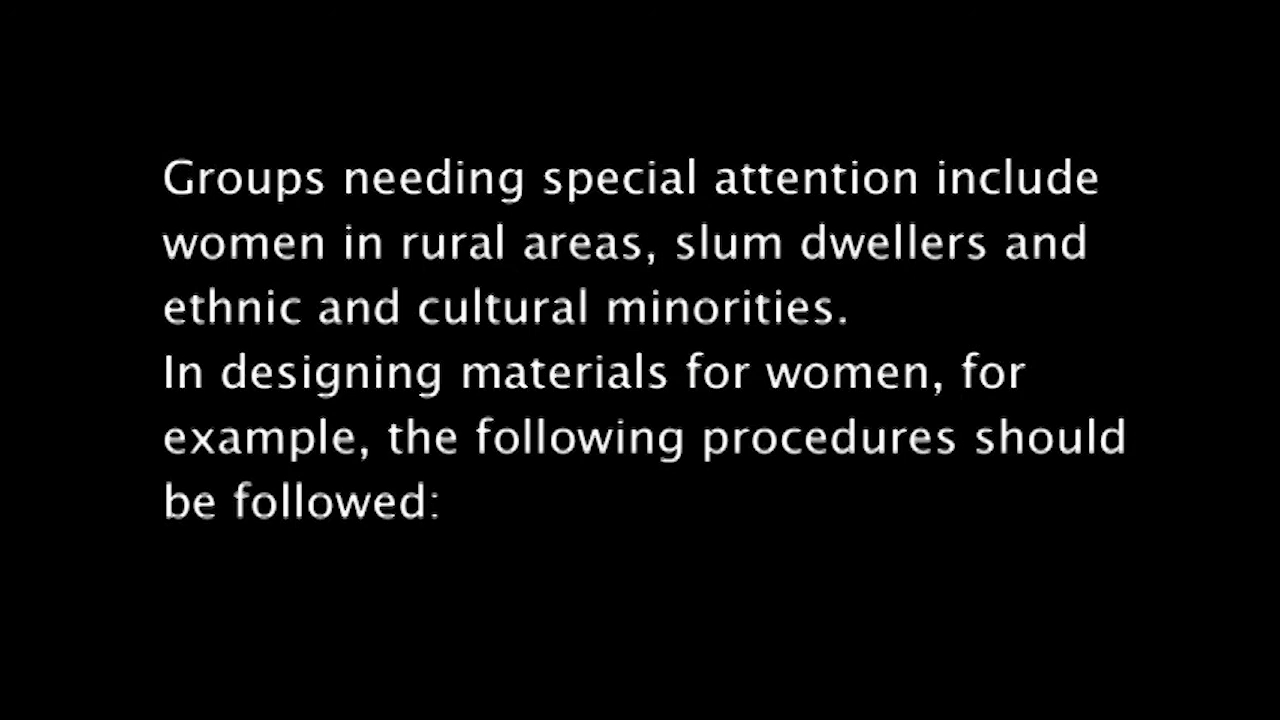 Groups needing special attention include
women in rural areas, slum dwellers and
ethnic and cultural minorities.
In designing materials for women, for
example, the following procedures should
be followed: